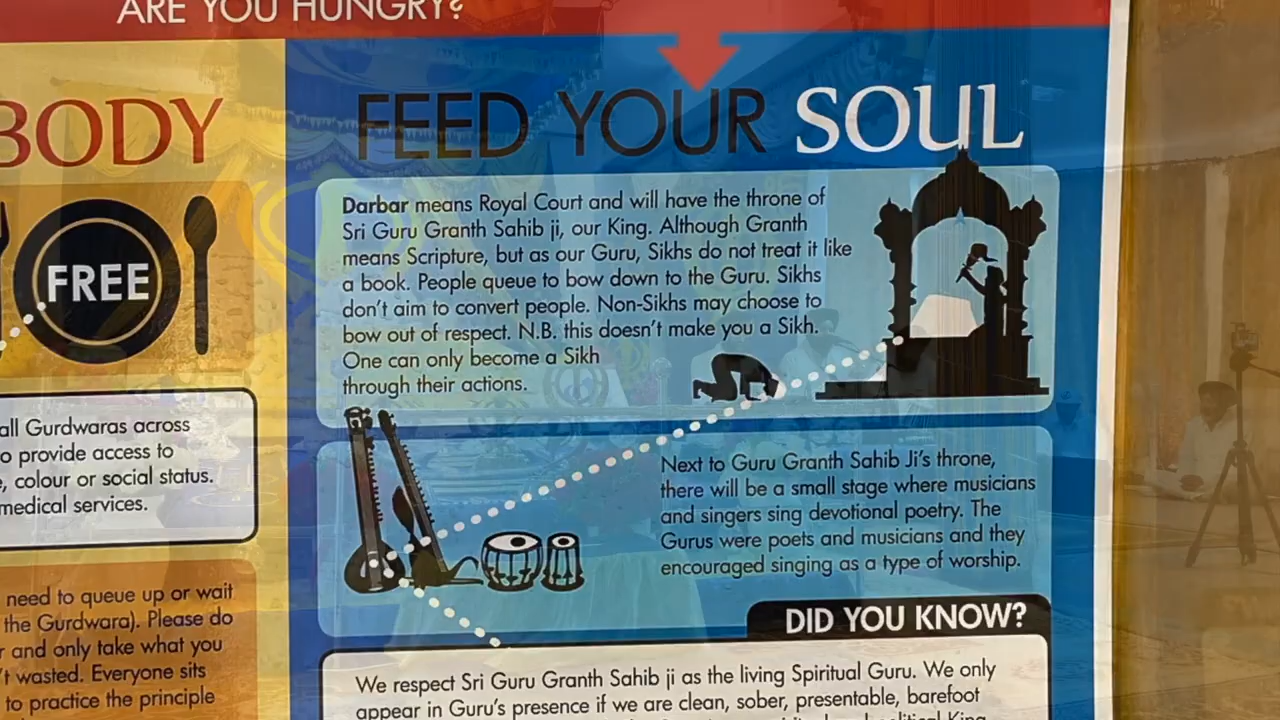 ARE YOU HUNGRY?
BODY
FREE
all Gurdwaras across
o provide access to
colour or social status.
medical services.
need to queue up or wait
the Gurdwara). Please do
and only take what you
wasted. Everyone sits
to practice the principle
FEED YOUR SOUL
Darbar means Royal Court and will have the throne of
Sri Guru Granth Sahib ji, our King. Although Granth
means Scripture, but as our Guru, Sikhs do not treat it like
a book. People queue to bow down to the Guru. Sikhs
don't aim to convert people. Non-Sikhs may choose to
bow out of respect. N.B. this doesn't make you a Sikh.
One can only become a Sikh
through their actions.
Next to Guru Granth Sahib Ji's throne,
there will be a small stage where musicians
and singers sing devotional poetry. The
Gurus were poets and musicians and they
encouraged singing as a type of worship.
DID YOU KNOW?
We respect Sri Guru Granth Sahib ji as the living Spiritual Guru. We only
appear in Guru's presence if we are clean, sober, presentable, barefoot